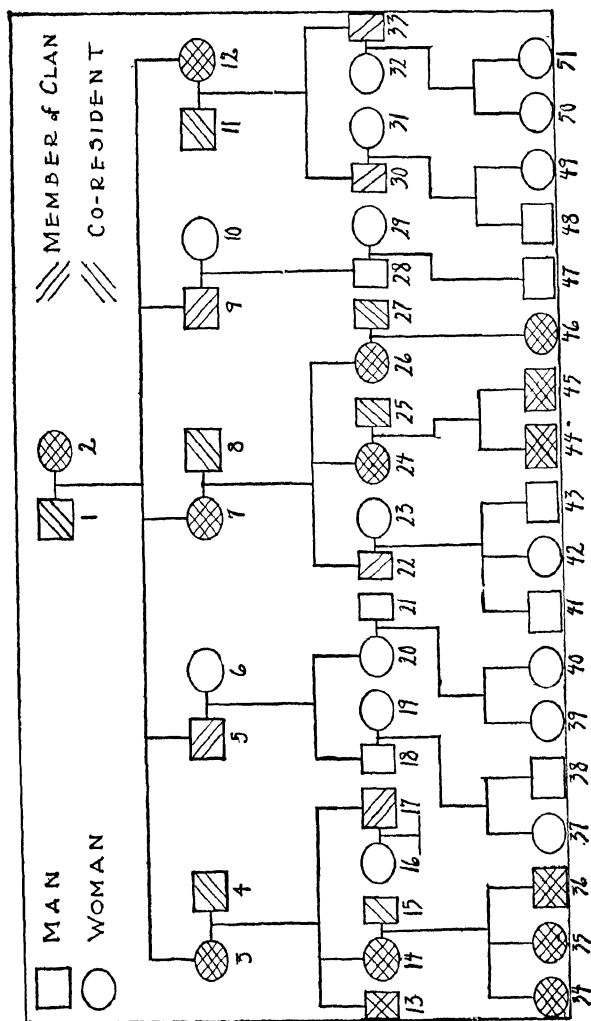 MAN
WOMAN
MEMBER of CLAN
CO-RESIDENT
1 2
3 4 5 6 7 8 9 10 11 12
13 14 15 16 17 18 19 20 21 22 23 24 25 26 27 28 29 30 31 32 33
34 35 36 37 38 39 40 41 42 43 44 45 46 47 48 49 50 51